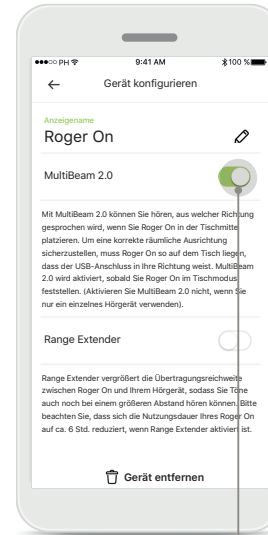 PH 9:41 AM 100 %
Gerät konfigurieren
Anzeigename
Roger On
MultiBeam 2.0
Mit MultiBeam 2.0 können Sie hören, aus welcher Richtung
gesprochen wird, wenn Sie Roger On in der Tischmitte
platzieren. Um eine korrekte räumliche Ausrichtung
sicherzustellen, muss Roger On so auf dem Tisch liegen,
dass der USB-Anschluss in Ihre Richtung weist. MultiBeam
2.0 wird aktiviert, sobald Sie Roger On im Tischmodus
feststellen. (Aktivieren Sie MultiBeam 2.0 nicht, wenn Sie
nur ein einzelnes Hörgerät verwenden).
Range Extender
Range Extender vergrößert die Übertragungsreichweite
zwischen Roger On und Ihrem Hörgerät, sodass Sie Töne
auch noch bei einem größeren Abstand hören können. Bitte
beachten Sie, dass sich die Nutzungsdauer Ihres Roger On
auf ca. 6 Std. reduziert, wenn Range Extender aktiviert ist.
Gerät entfernen